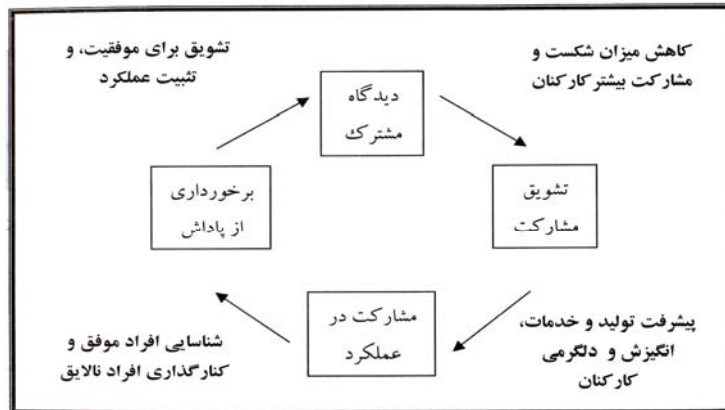 تشویق برای موفقیت، و
تثبیت عملکرد
کاهش میزان شکست و
مشارکت بیشتر کارکنان
دیدگاه
مشترك
برخورداری
از پاداش
تشویق
مشارکت
مشارکت در
عملکرد
شناسایی افراد موفق و
کنارگذاری افراد نالایق
پیشرفت تولید و خدمات،
انگیزش و دلگرمی
کارکنان